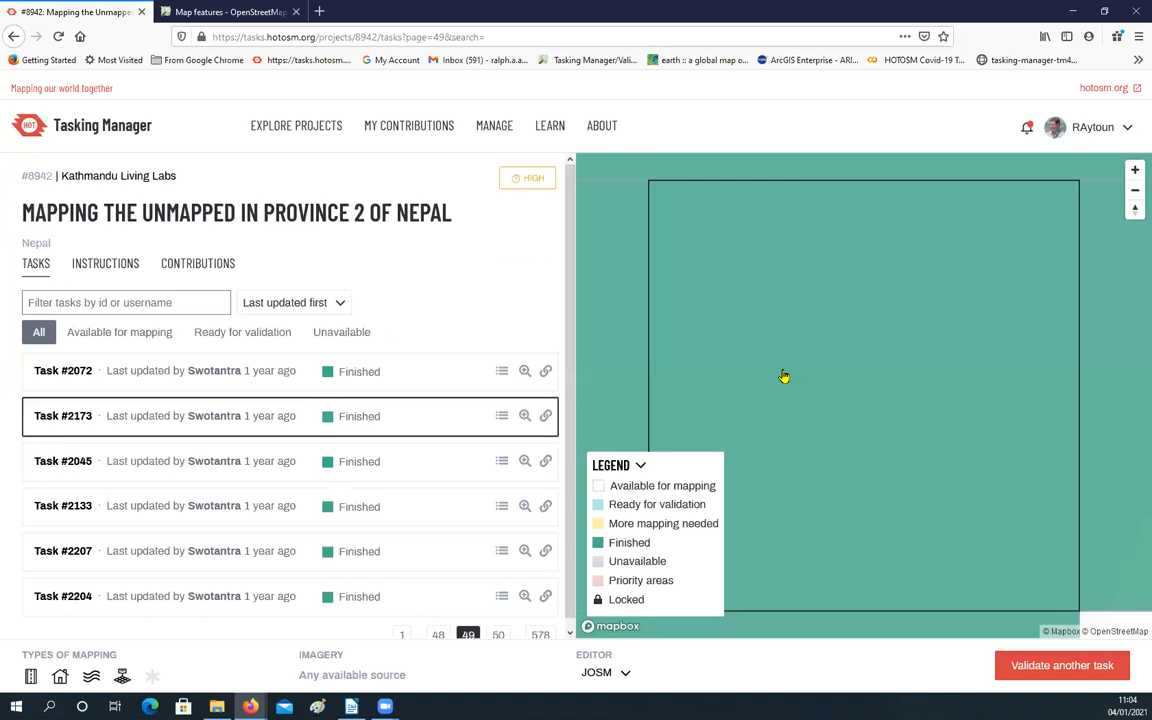 #8942: Mapping the Unmappe
Map features - OpenStreetMap
https://tasks.hotosm.org/projects/8942/tasks?page=49&search=
Getting Started
Most Visited
From Google Chrome
https://tasks.hotosm....
My Account
Inbox (591) - ralph.a.a...
Tasking Manager/Vali...
earth :: a global map o...
ArcGIS Enterprise - ARI...
HOTOSM Covid-19 T...
tasking-manager-tm4...
Mapping our world together
hotosm.org
HOT
Tasking Manager
EXPLORE PROJECTS
MY CONTRIBUTIONS
MANAGE
LEARN
ABOUT
RAytoun
#8942 | Kathmandu Living Labs
HIGH
MAPPING THE UNMAPPED IN PROVINCE 2 OF NEPAL
Nepal
TASKS
INSTRUCTIONS
CONTRIBUTIONS
Filter tasks by id or username
Last updated first
All
Available for mapping
Ready for validation
Unavailable
Task #2072 · Last updated by Swotantra 1 year ago Finished
Task #2173 · Last updated by Swotantra 1 year ago Finished
Task #2045 · Last updated by Swotantra 1 year ago Finished
Task #2133 · Last updated by Swotantra 1 year ago Finished
Task #2207 · Last updated by Swotantra 1 year ago Finished
Task #2204 · Last updated by Swotantra 1 year ago Finished
1 48 49 50 578
LEGEND
Available for mapping
Ready for validation
More mapping needed
Finished
Unavailable
Priority areas
Locked
mapbox
© Mapbox © OpenStreetMap
TYPES OF MAPPING
IMAGERY
Any available source
EDITOR
JOSM
Validate another task
11:04
04/01/2021